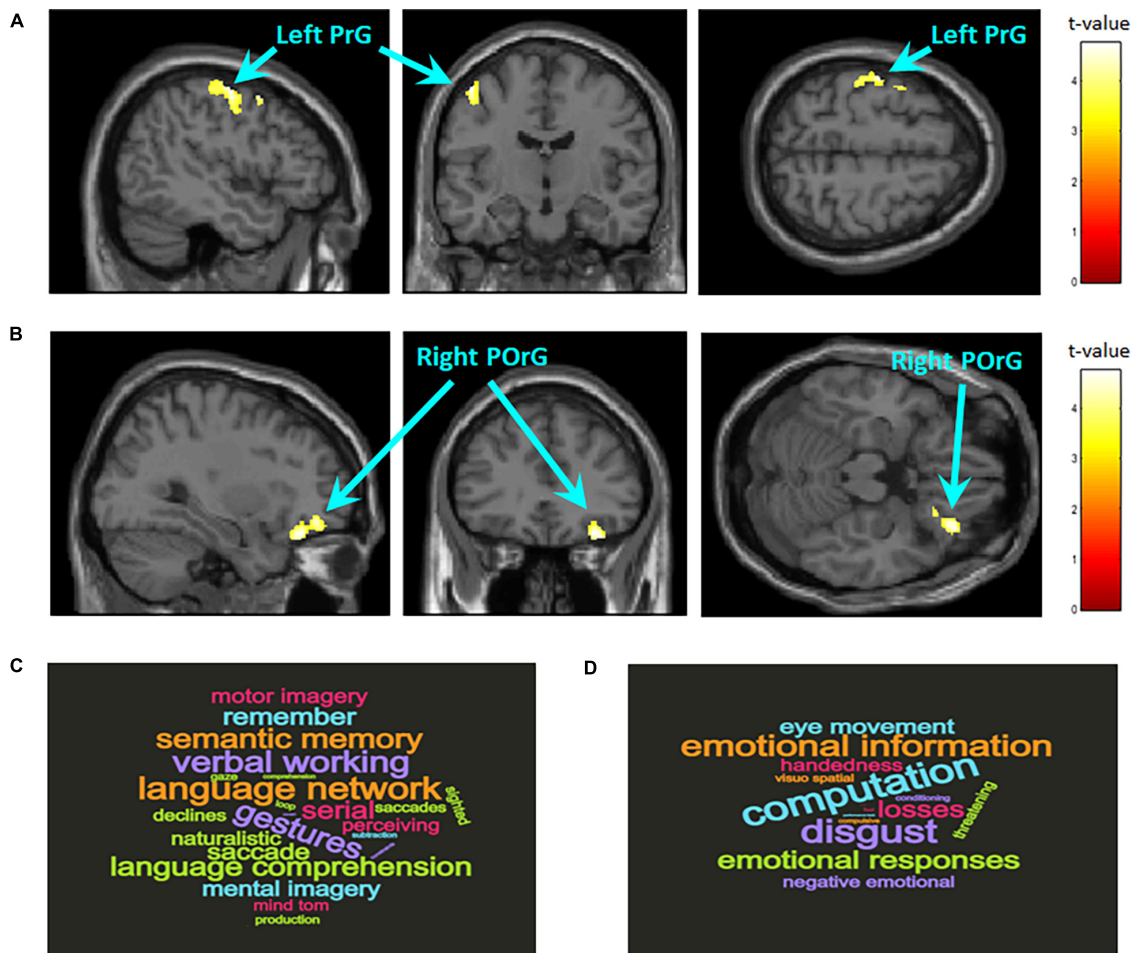 A
Left PrG
Left PrG
t-value
5
4
3
2
1
0
B
Right POrG
Right POrG
t-value
4
3
2
1
0
C
motor imagery
remember
semantic memory
verbal working
gaze comprehension
language network
sighted
loop
serial
saccades
declines
gestures
perceiving
subtraction
naturalistic
saccade
language comprehension
mental imagery
mind tom
production
D
eye movement
emotional information
handedness
visuo spatial
computation
conditioning
threatening
losses
compulsive
disgust
emotional responses
negative emotional